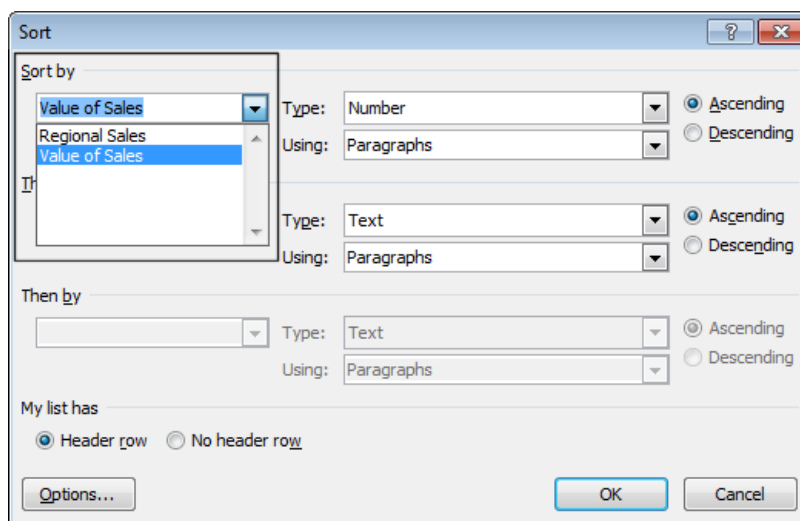 Sort
Sort by
Value of Sales Type: Number Ascending
Regional Sales Descending
Value of Sales Using: Paragraphs
Th
Type: Text Ascending
Using: Paragraphs Descending
Then by
Type: Text Ascending
Using: Paragraphs Descending
My list has
Header row No header row
Options... OK Cancel